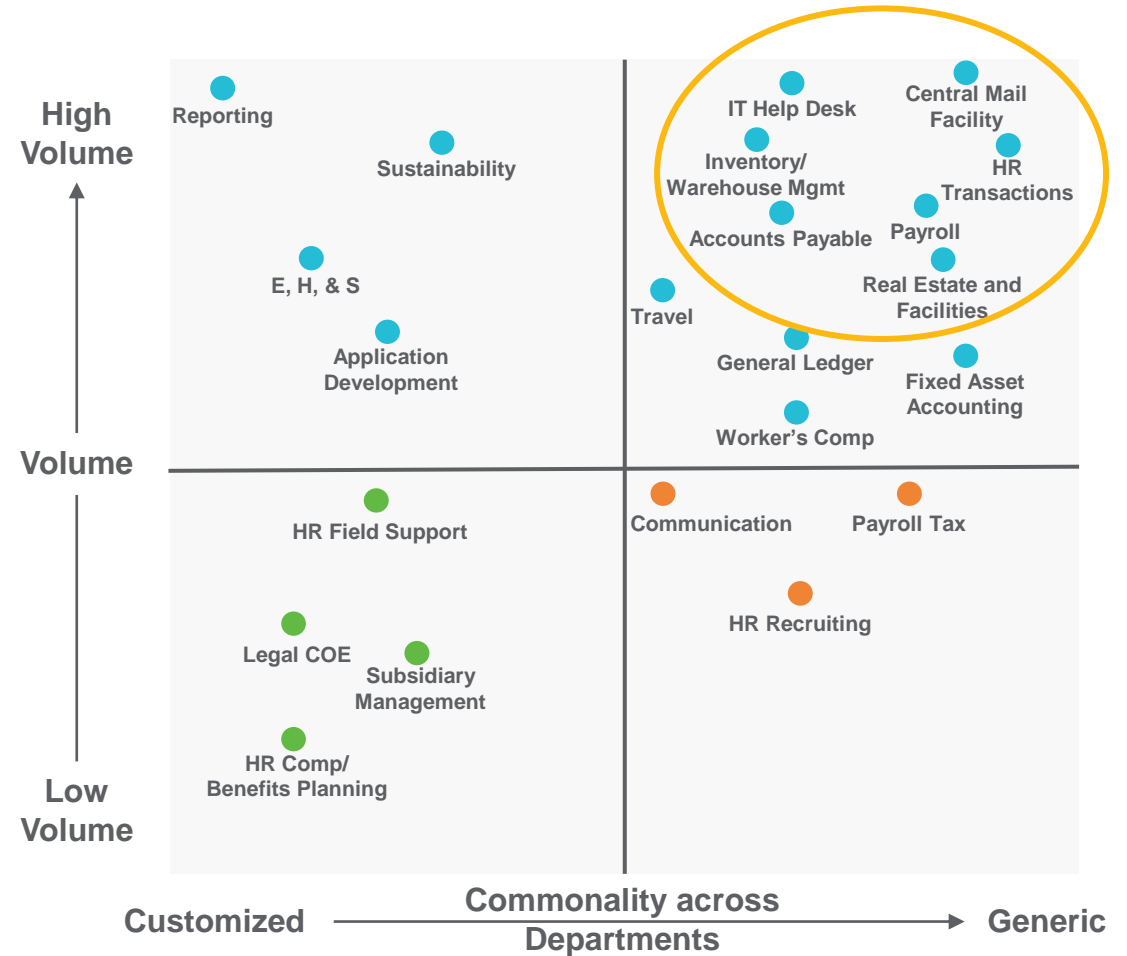 High
Volume
Volume
Low
Volume
Reporting
Sustainability
E, H, & S
Application
Development
IT Help Desk
Central Mail
Facility
Inventory/
Warehouse Mgmt
HR
Transactions
Accounts Payable
Payroll
Real Estate and
Facilities
Travel
General Ledger
Fixed Asset
Accounting
Worker's Comp
HR Field Support
Legal COE
Subsidiary
Management
HR Comp/
Benefits Planning
Communication
Payroll Tax
HR Recruiting
Customized
Commonality across
Departments
Generic